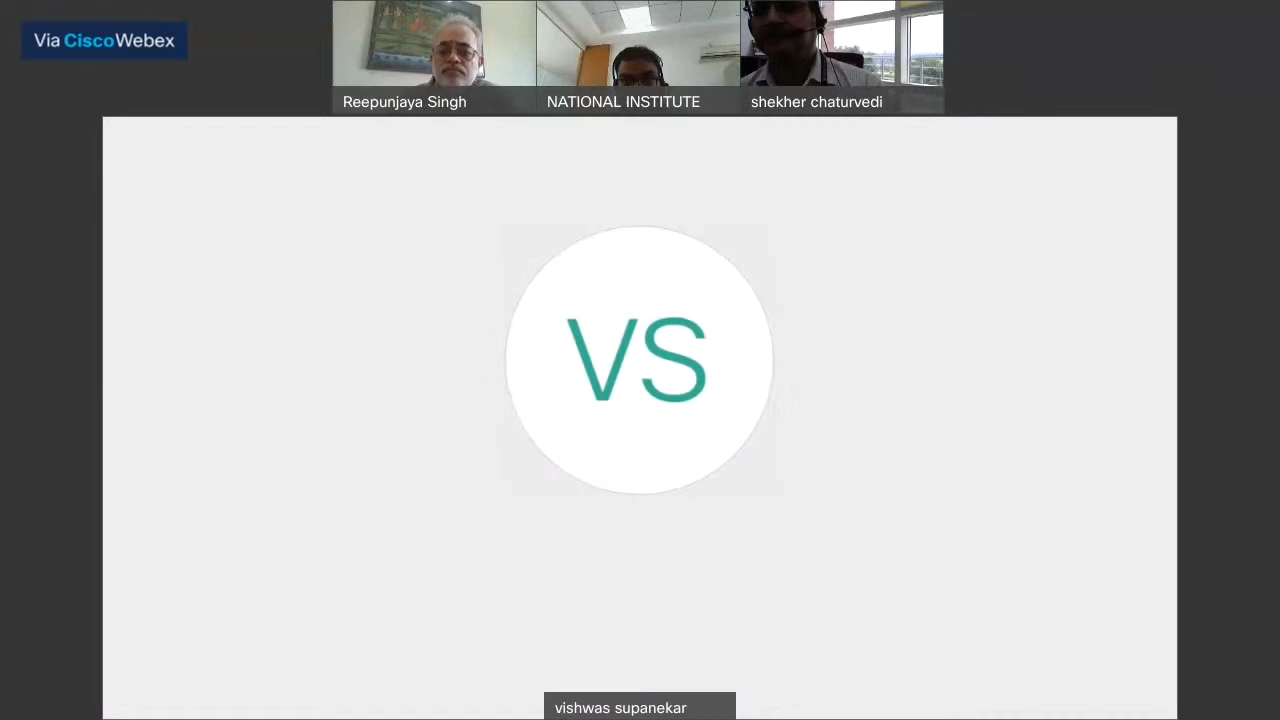 Via CiscoWebex
Reepunjaya Singh
NATIONAL INSTITUTE
shekher chaturvedi
VS
vishwas supanekar